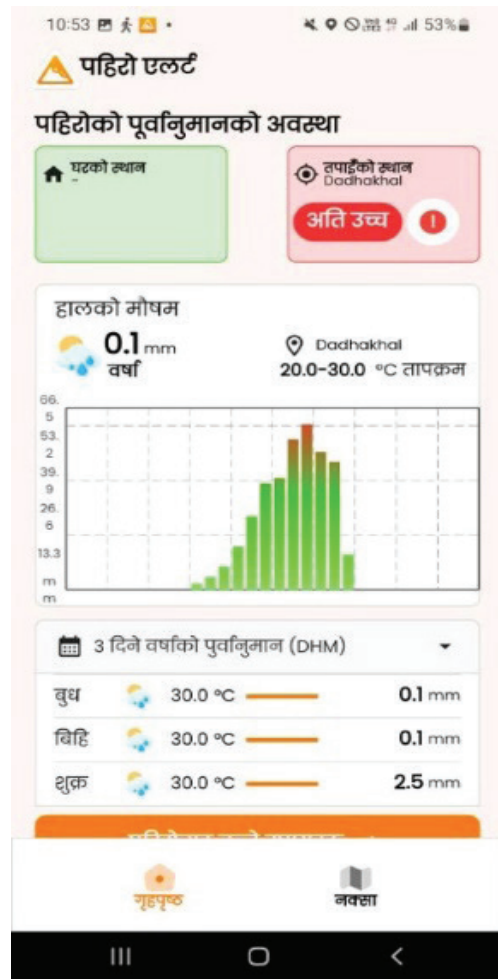 10:53 53%
पहिरो एलर्ट
पहिरोको पूर्वानुमानको अवस्था
घरको स्थान
-
तपाईँको स्थान
Dadhakhal
अति उच्च
हालको मौषम
0.1 mm
वर्षा
Dadhakhal
20.0-30.0 °C तापक्रम
66.
5
53.
2
39.
9
26.
6
13.3
m
m
3 दिने वर्षाको पुर्वानुमान (DHM)
बुध 30.0 °C 0.1 mm
बिहि 30.0 °C 0.1 mm
शुक्र 30.0 °C 2.5 mm
गृहपृष्ठ
नक्सा